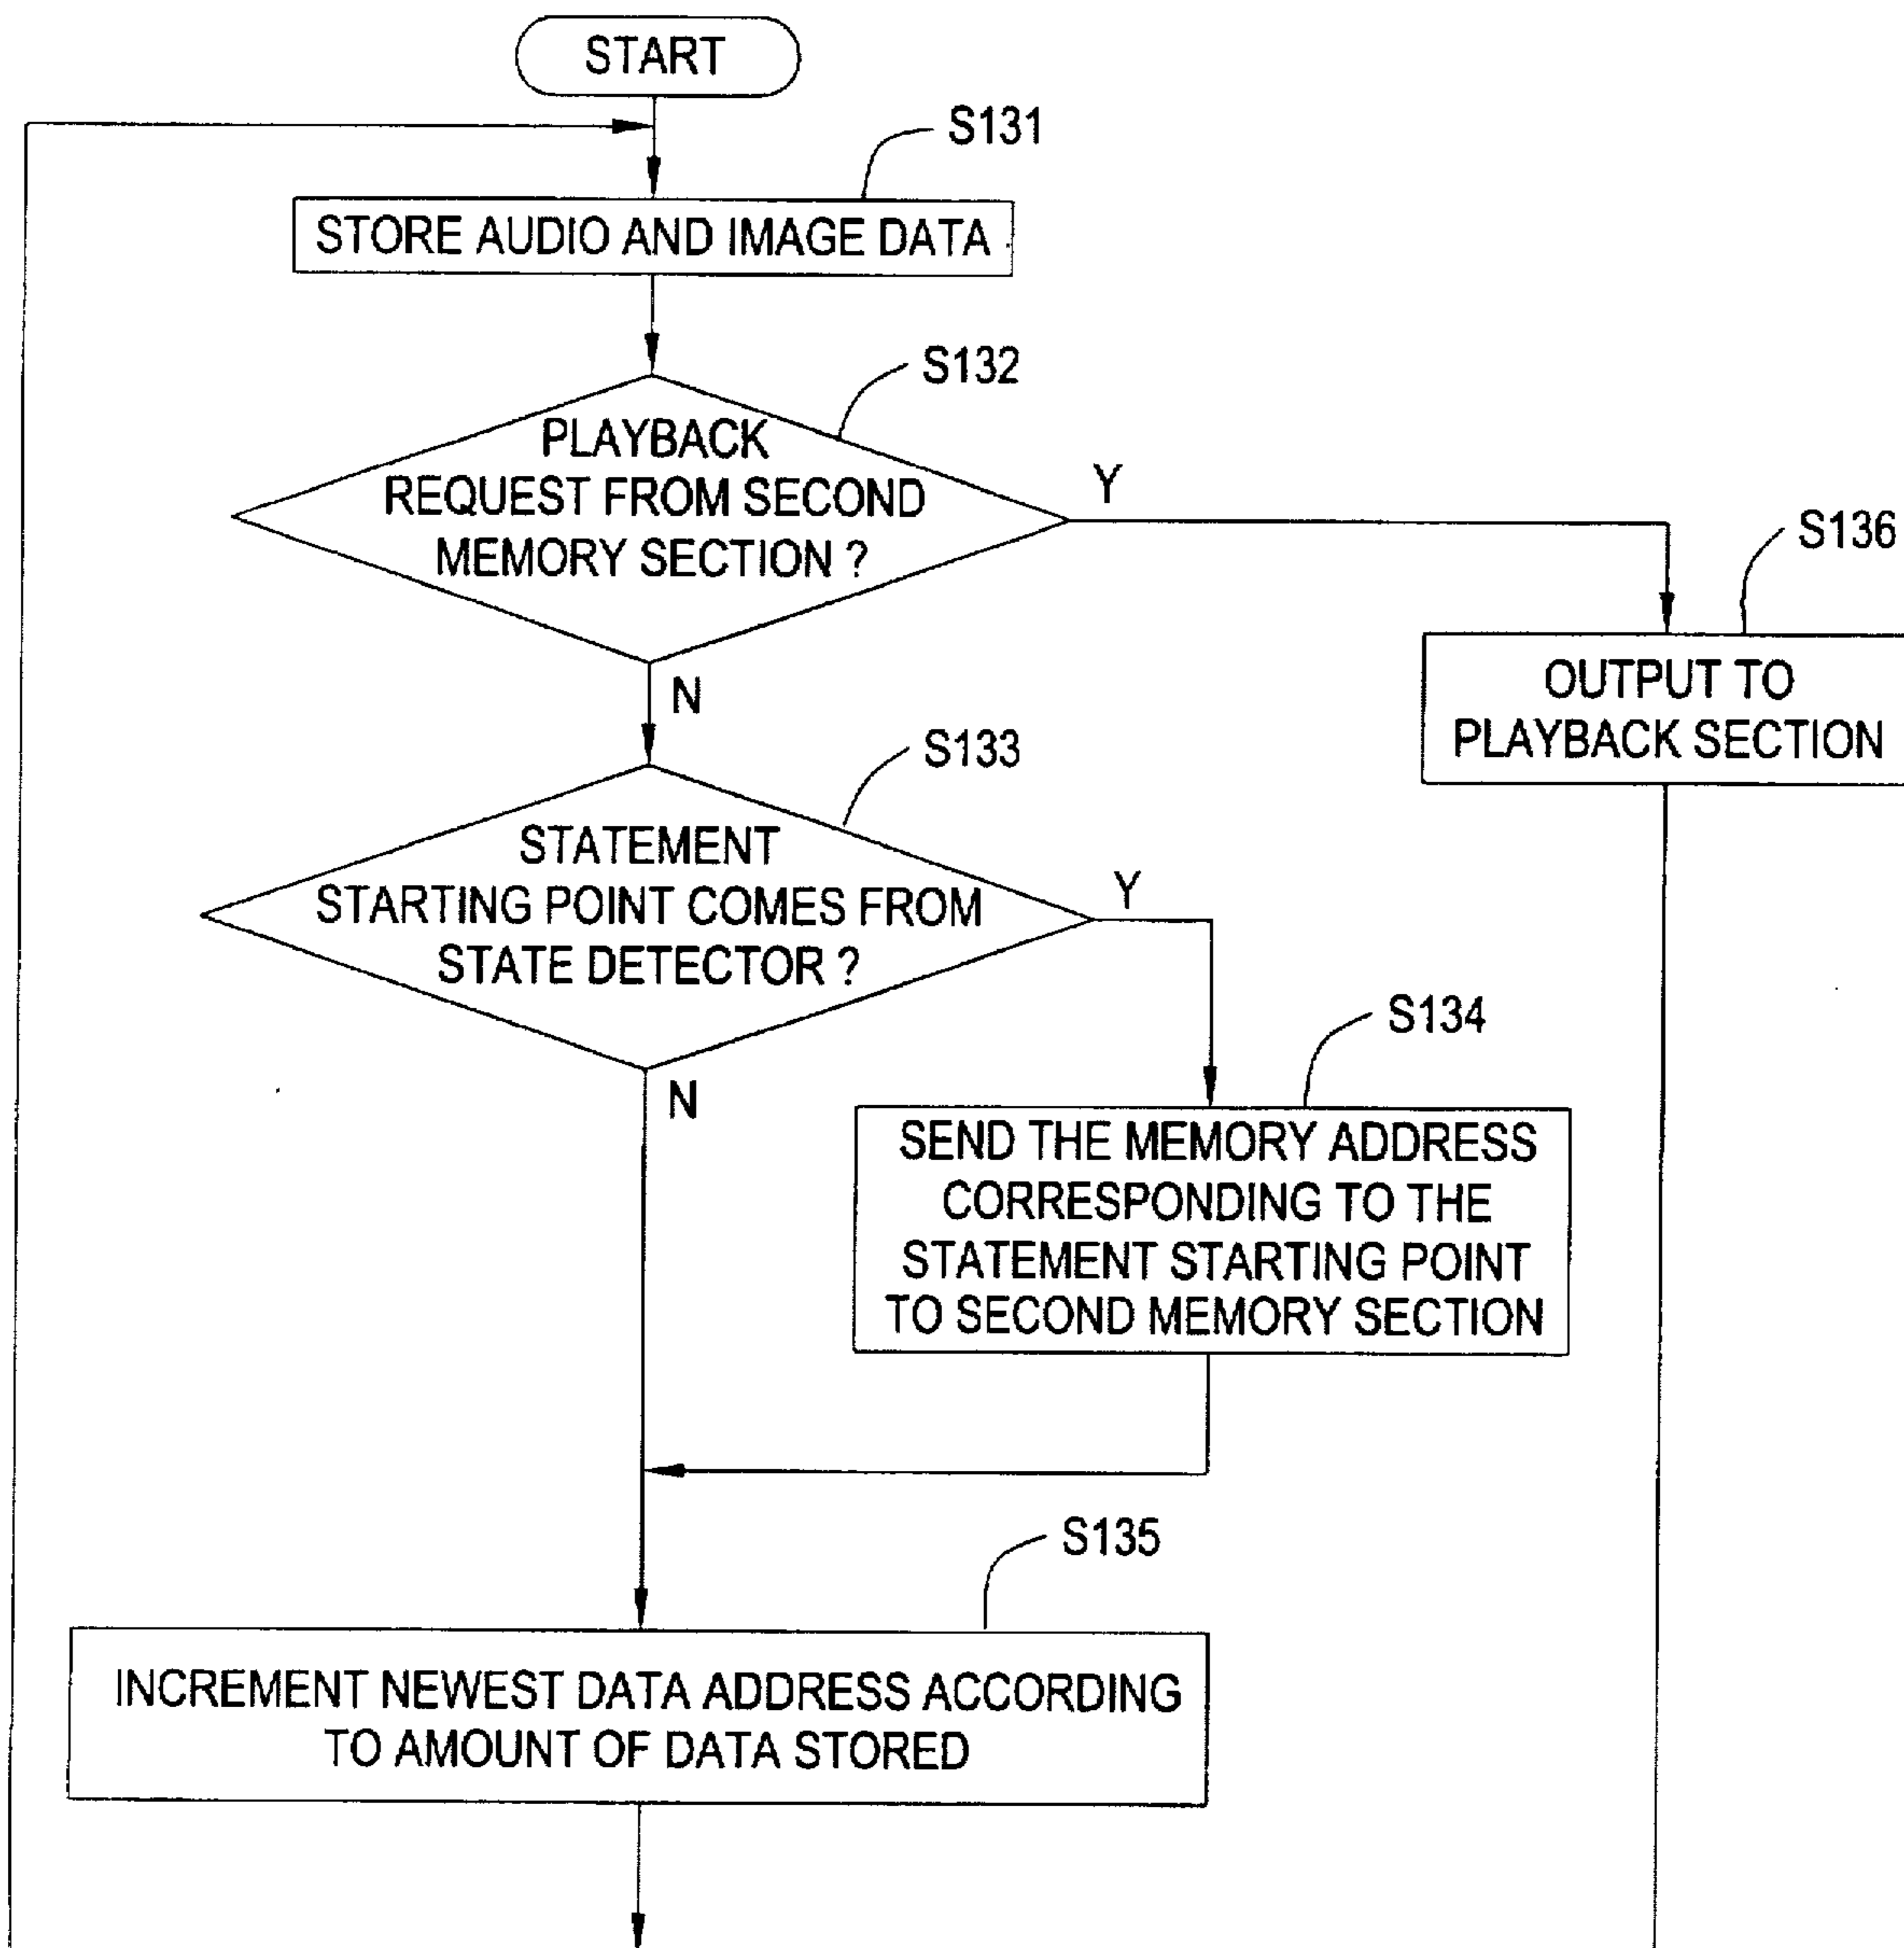 START
S131
STORE AUDIO AND IMAGE DATA
S132
PLAYBACK
REQUEST FROM SECOND
MEMORY SECTION ?
Y
S136
OUTPUT TO
PLAYBACK SECTION
N
S133
STATEMENT
STARTING POINT COMES FROM
STATE DETECTOR ?
Y
S134
SEND THE MEMORY ADDRESS
CORRESPONDING TO THE
STATEMENT STARTING POINT
TO SECOND MEMORY SECTION
N
S135
INCREMENT NEWEST DATA ADDRESS ACCORDING
TO AMOUNT OF DATA STORED